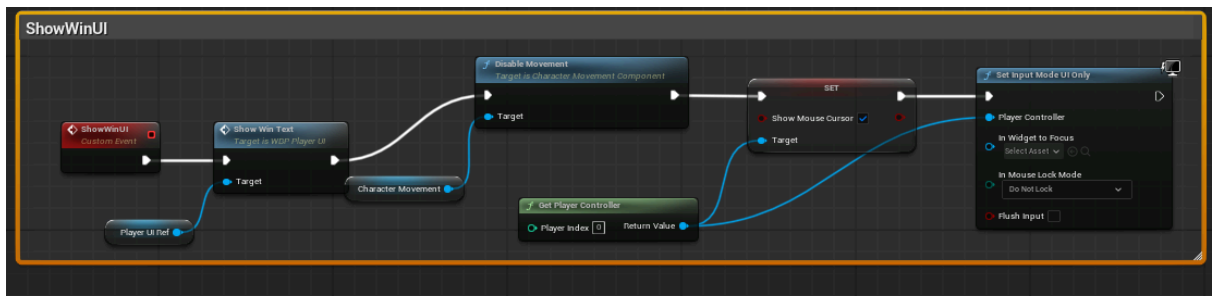 ShowWinUI
ShowWinUI
Custom Event
Show Win Text
Target is WBP Player UI
Target
Player UI Ref
Disable Movement
Target is Character Movement Component
Target
Character Movement
Get Player Controller
Player Index 0 Return Value
SET
Show Mouse Cursor
Target
Set Input Mode UI Only
Player Controller
In Widget to Focus
Select Asset
In Mouse Lock Mode
Do Not Lock
Flush Input